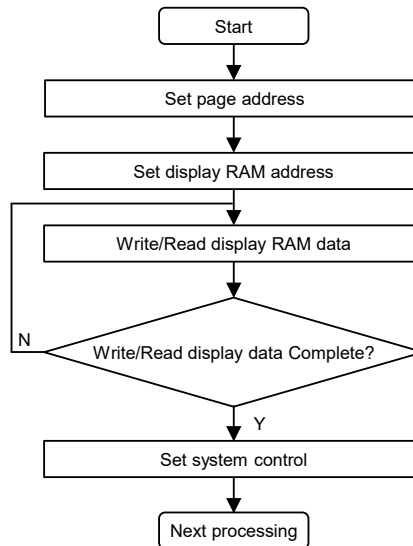 Start
Set page address
Set display RAM address
Write/Read display RAM data
Write/Read display data Complete?
N
Y
Set system control
Next processing